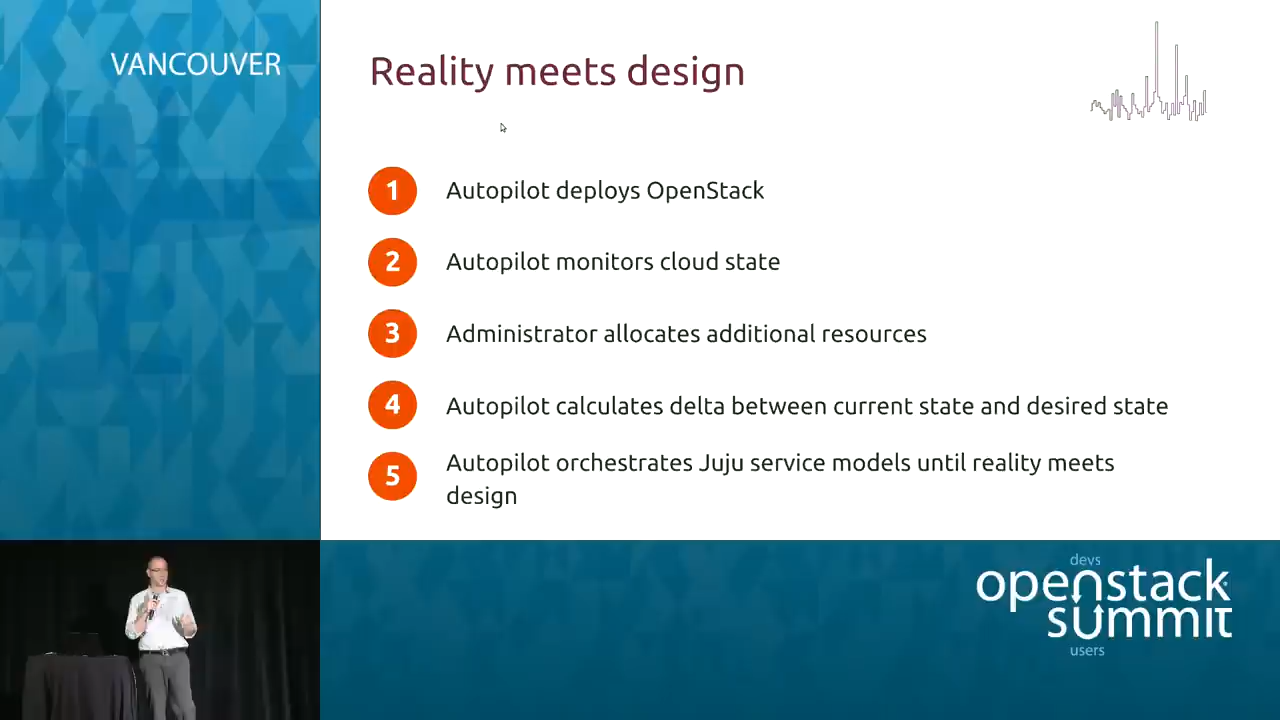 VANCOUVER
Reality meets design
1 Autopilot deploys OpenStack
2 Autopilot monitors cloud state
3 Administrator allocates additional resources
4 Autopilot calculates delta between current state and desired state
5 Autopilot orchestrates Juju service models until reality meets
design
devs
openstack
summit
users